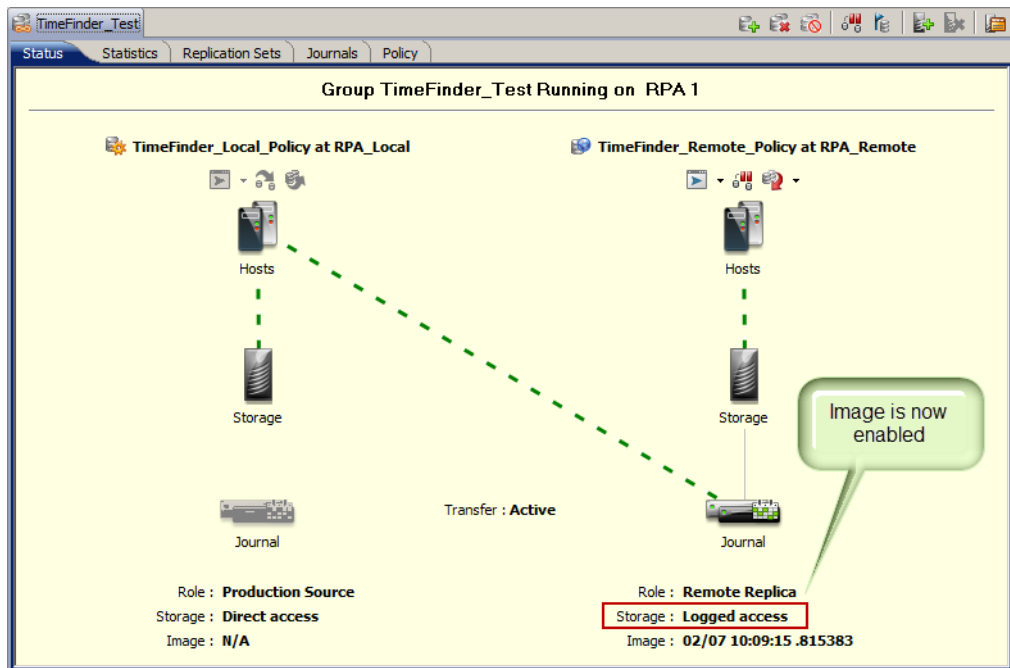 TimeFinder_Test
Status Statistics Replication Sets Journals Policy
Group TimeFinder_Test Running on RPA 1
TimeFinder_Local_Policy at RPA_Local
TimeFinder_Remote_Policy at RPA_Remote
Hosts
Hosts
Storage
Storage
Image is now
enabled
Transfer : Active
Journal
Journal
Role : Production Source
Storage : Direct access
Image : N/A
Role : Remote Replica
Storage : Logged access
Image : 02/07 10:09:15 .815383